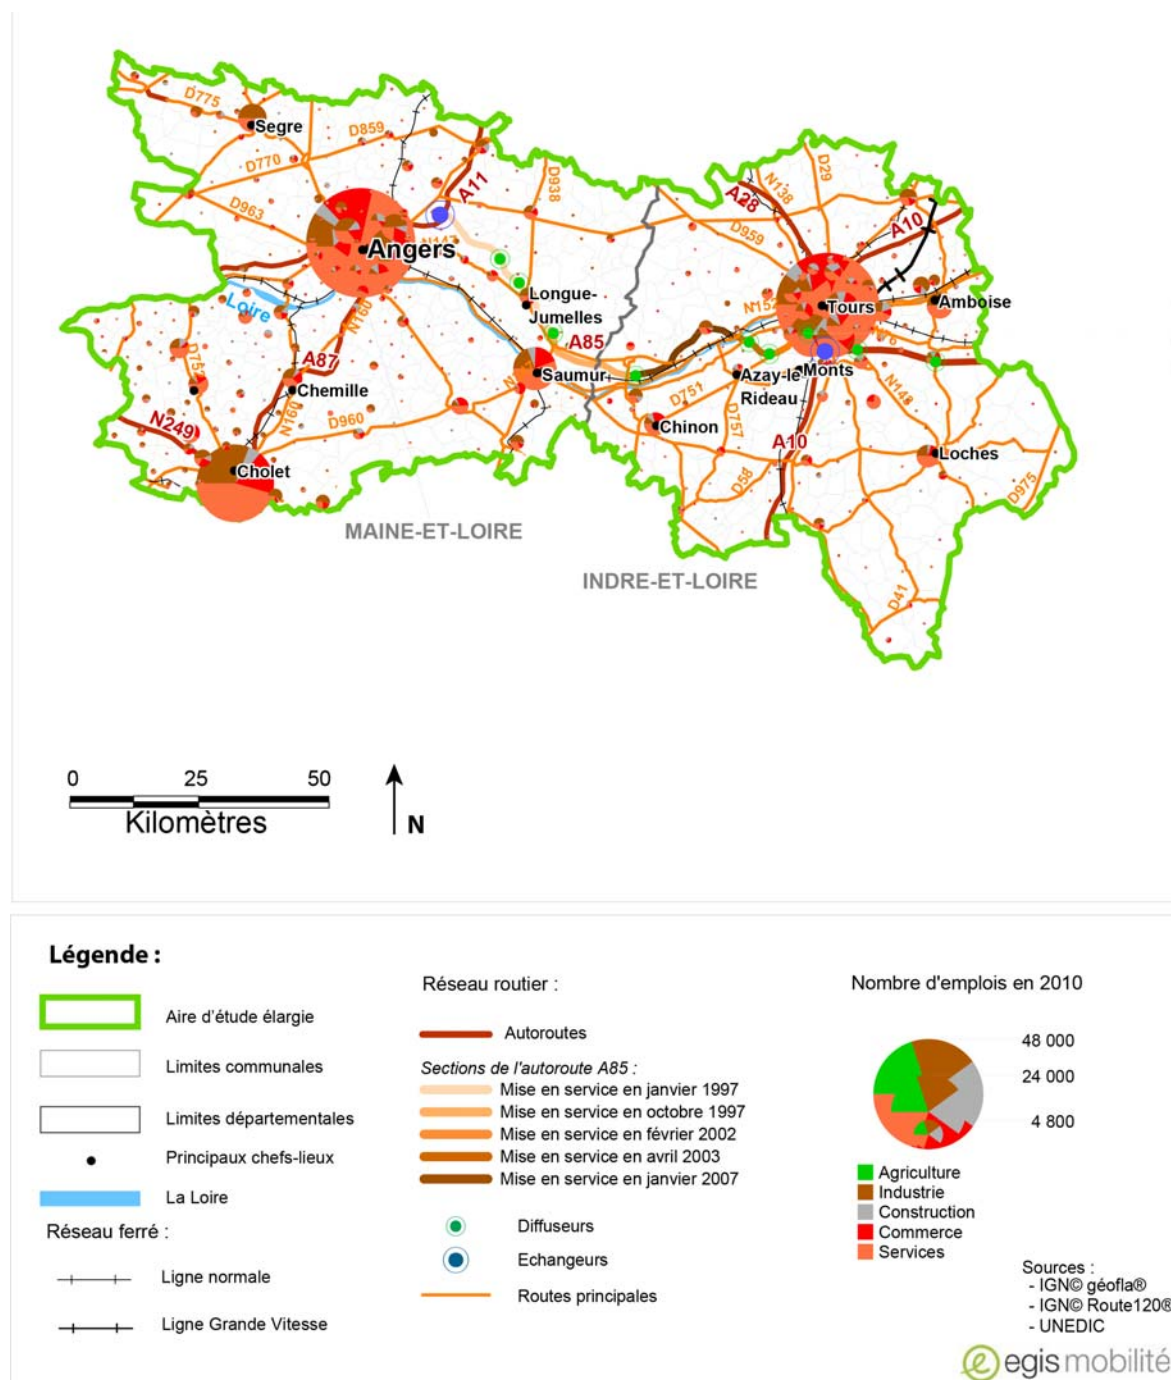 D775
Segre
D859
D770
D963
A11
D938
N147
Angers
Loire
N160
Longue-
Jumelles
A85
Saumur
A87
Chemille
D752
N160
D960
N249
Cholet
MAINE-ET-LOIRE
D29
N138
A28
A10
D959
N152
Tours
Amboise
N76
Azay-le
Rideau
Monts
N143
D751
Chinon
D757
A10
D58
Loches
D975
D41
INDRE-ET-LOIRE
0 25 50
Kilomètres
N
Légende :
Aire d'étude élargie
Limites communales
Limites départementales
Principaux chefs-lieux
La Loire
Réseau ferré :
Ligne normale
Ligne Grande Vitesse
Réseau routier :
Autoroutes
Sections de l'autoroute A85 :
Mise en service en janvier 1997
Mise en service en octobre 1997
Mise en service en février 2002
Mise en service en avril 2003
Mise en service en janvier 2007
Diffuseurs
Echangeurs
Routes principales
Nombre d'emplois en 2010
48 000
24 000
4 800
Agriculture
Industrie
Construction
Commerce
Services
Sources :
- IGN© géofla®
- IGN© Route120®
- UNEDIC
egis mobilité